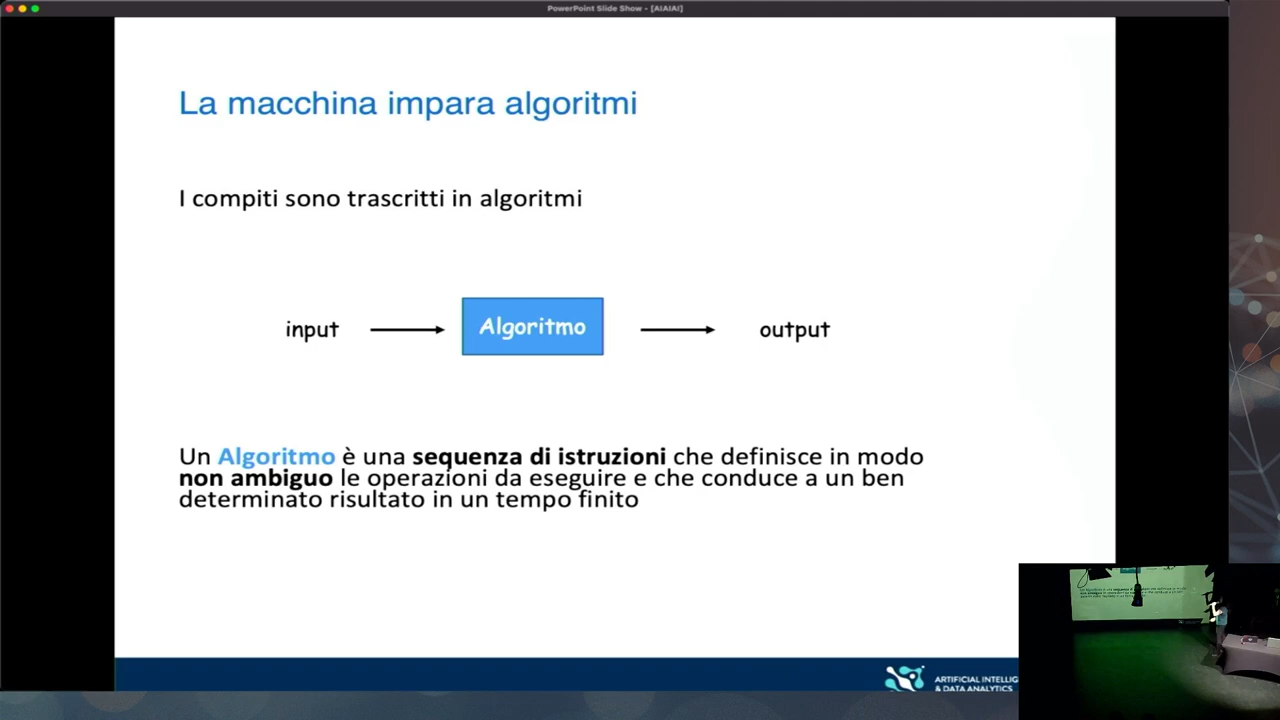 PowerPoint Slide Show - [AIAIAI]
La macchina impara algoritmi
I compiti sono trascritti in algoritmi
input
Algoritmo
output
Un Algoritmo è una sequenza di istruzioni che definisce in modo
non ambiguo le operazioni da eseguire e che conduce a un ben
determinato risultato in un tempo finito
ARTIFICIAL INTELLIG
& DATA ANALYTICS